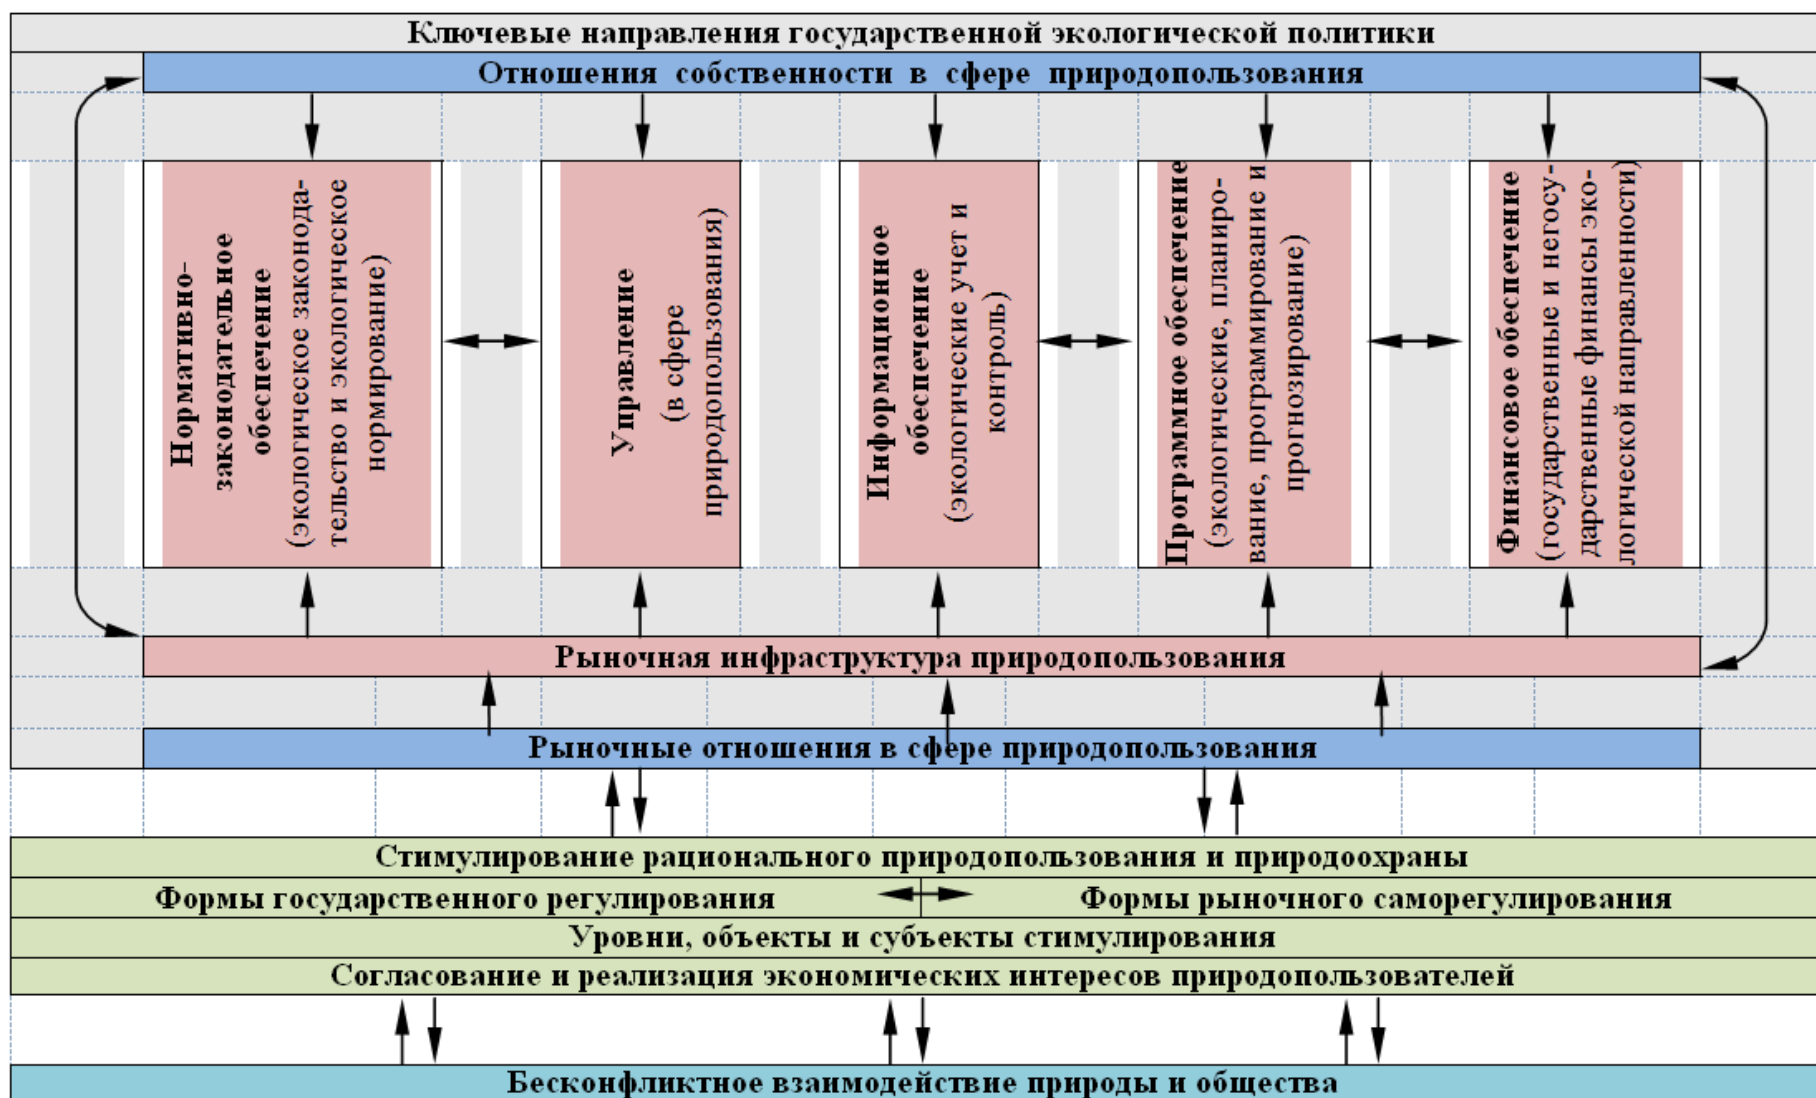 Ключевые направления государственной экологической политики
Отношения собственности в сфере природопользования
Нормативно-
законодательное
обеспечение
(экологическое законода-
тельство и экологическое
нормирование)
Управление
(в сфере
природопользования)
Информационное
обеспечение
(экологические учет и
контроль)
Программное обеспечение
(экологические, планиро-
вание, программирование и
прогнозирование)
Финансовое обеспечение
(государственные и негосу-
дарственные финансы эко-
логической направленности)
Рыночная инфраструктура природопользования
Рыночные отношения в сфере природопользования
Стимулирование рационального природопользования и природоохраны
Формы государственного регулирования
Формы рыночного саморегулирования
Уровни, объекты и субъекты стимулирования
Согласование и реализация экономических интересов природопользователей
Бесконфликтное взаимодействие природы и общества